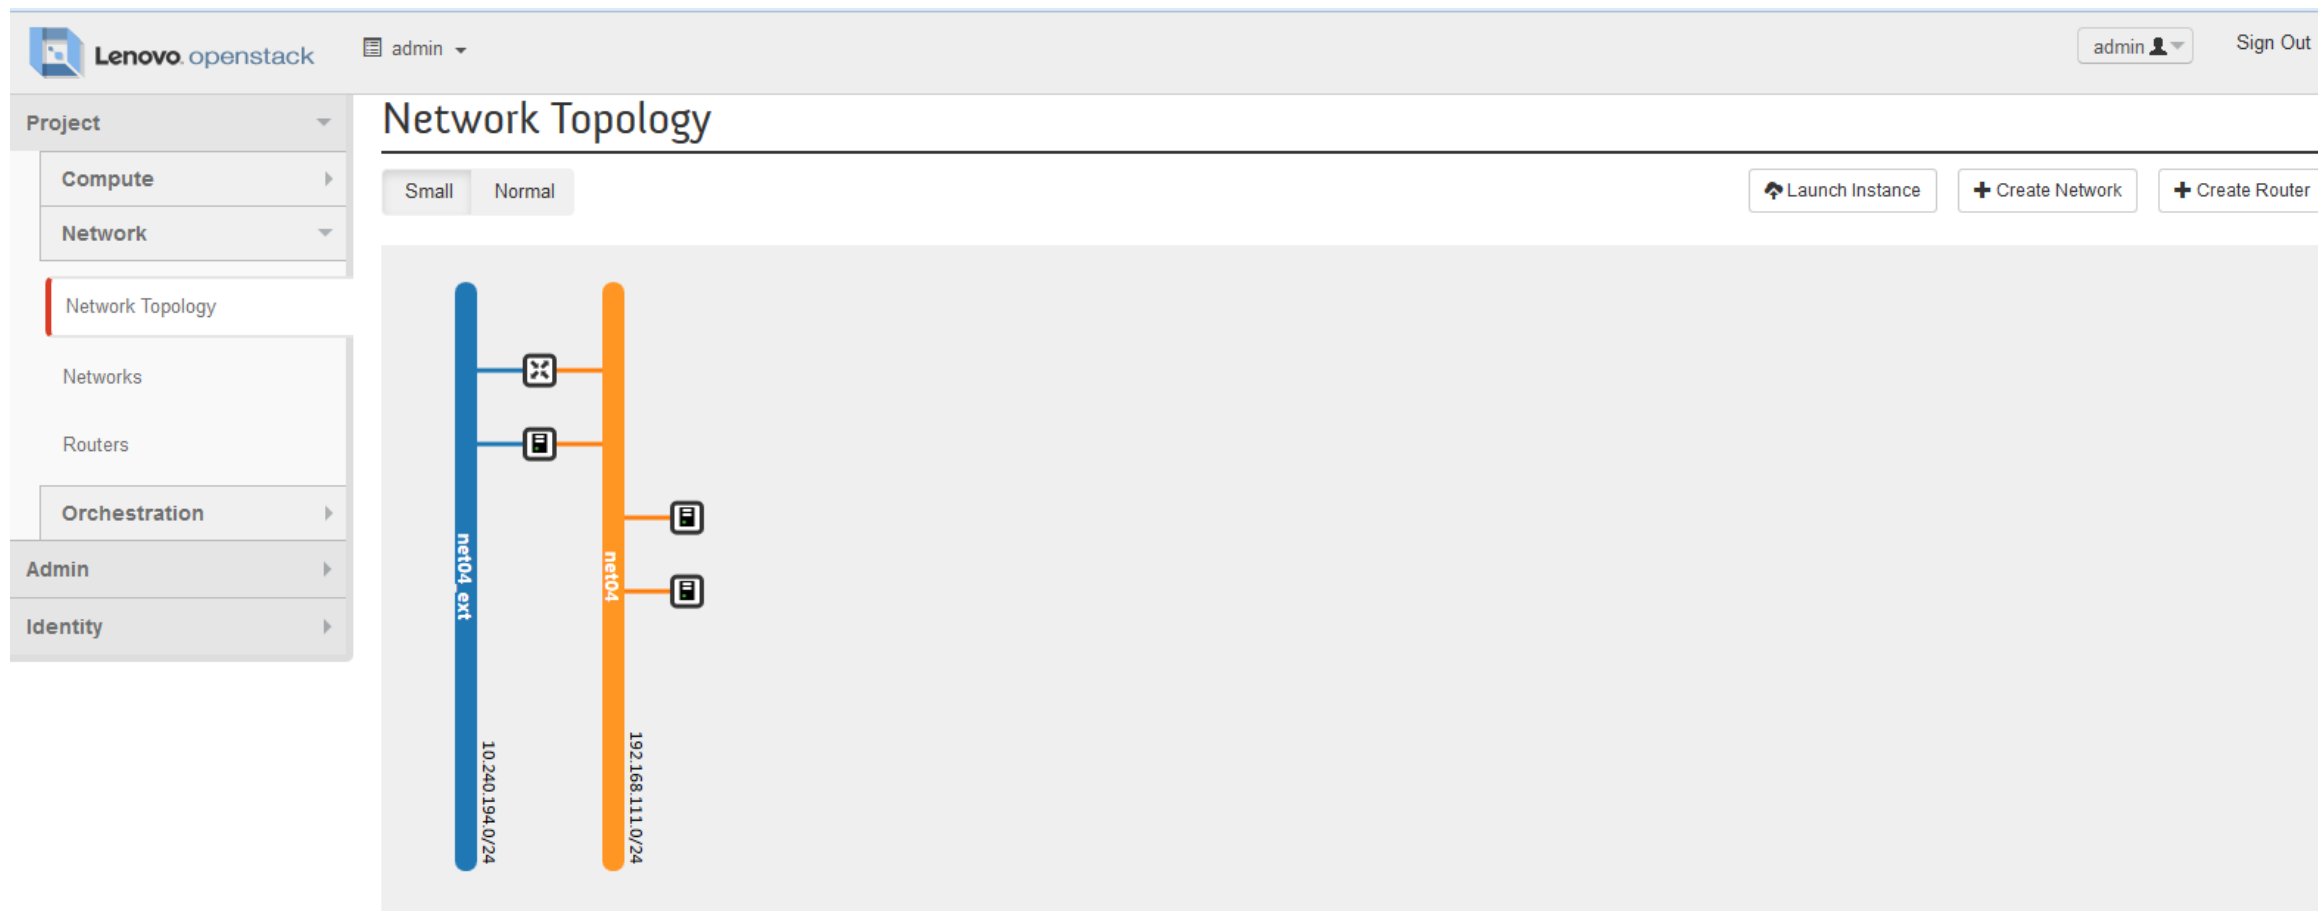 Lenovo. openstack
admin
admin
Sign Out
Project
Compute
Network
Network Topology
Networks
Routers
Orchestration
Admin
Identity
Network Topology
Small Normal
Launch Instance
Create Network
Create Router
net04_ext
10.240.194.0/24
net04
192.168.111.0/24